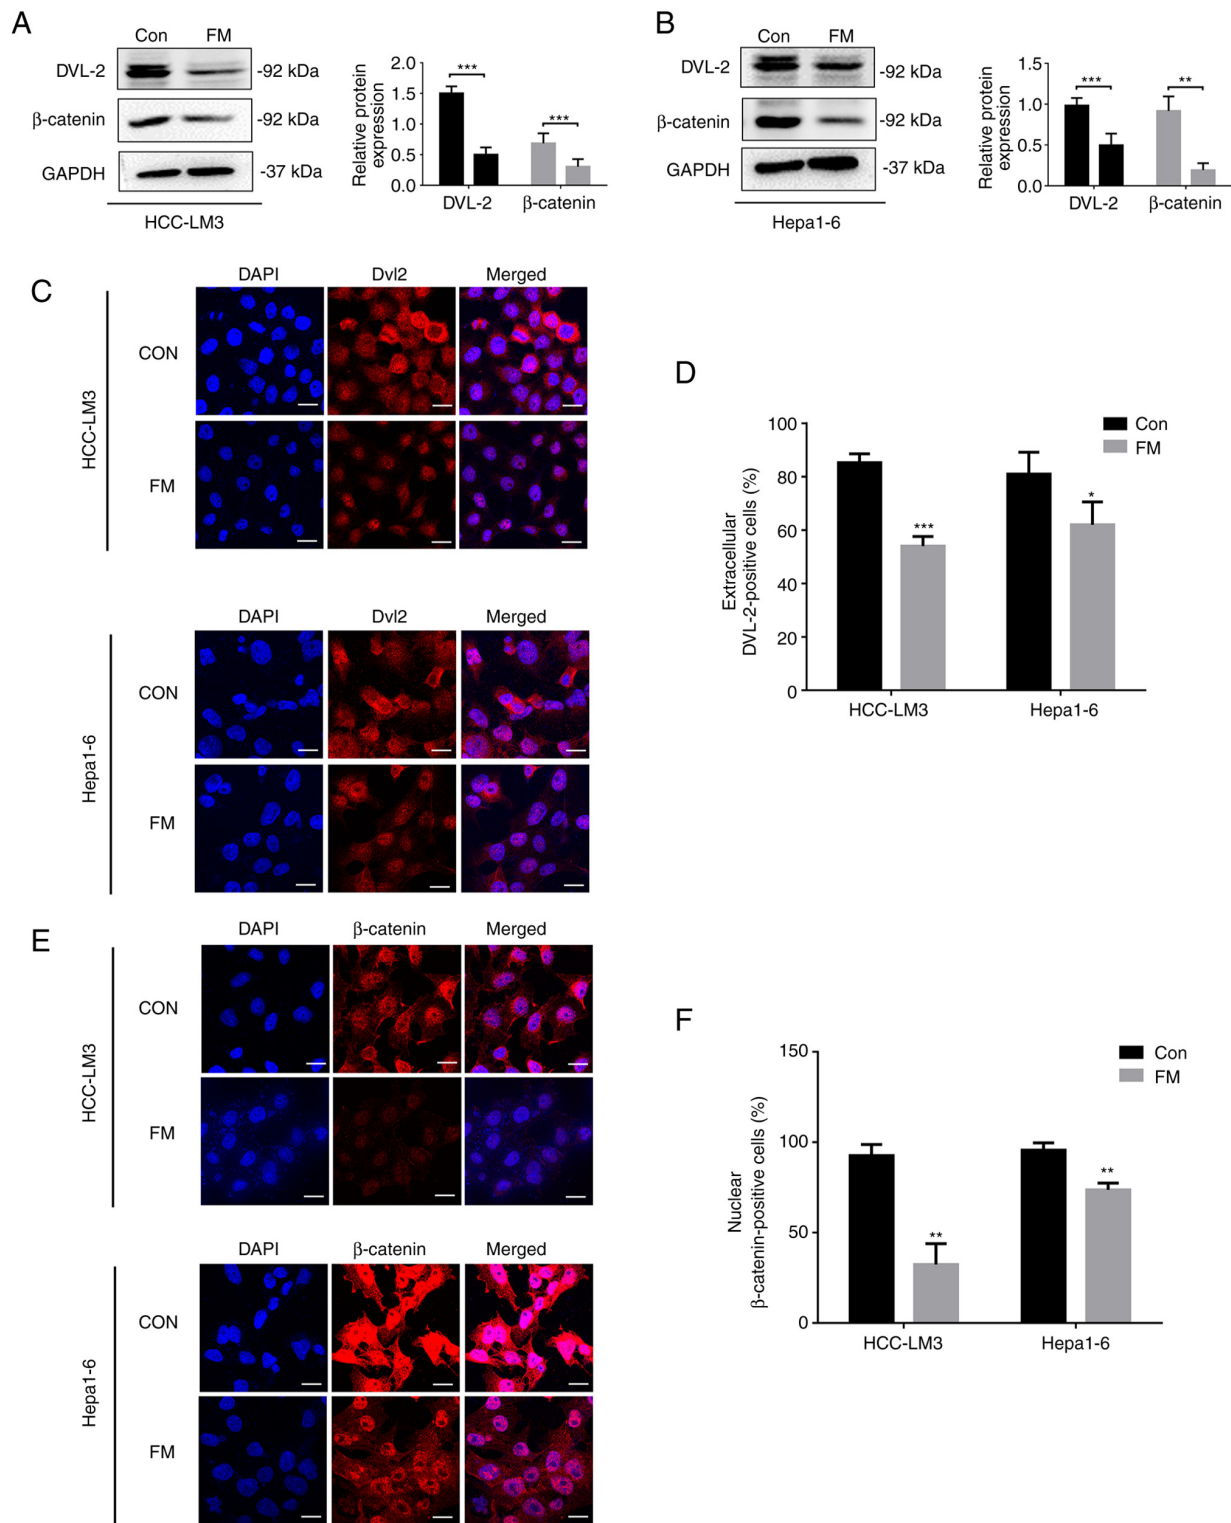 A
Con FM
DVL-2 -92 kDa
β-catenin -92 kDa
GAPDH -37 kDa
HCC-LM3
Relative protein
expression
2.0
1.5
1.0
0.5
0.0
*** ***
DVL-2 β-catenin
B
Con FM
DVL-2 -92 kDa
β-catenin -92 kDa
GAPDH -37 kDa
Hepa1-6
Relative protein
expression
1.5
1.0
0.5
0.0
*** **
DVL-2 β-catenin
C
HCC-LM3
DAPI Dvl2 Merged
CON
FM
Hepa1-6
DAPI Dvl2 Merged
CON
FM
D
Extracellular
DVL-2-positive cells (%)
100
80
60
40
20
0
Con
FM
*** *
HCC-LM3 Hepa1-6
E
HCC-LM3
DAPI β-catenin Merged
CON
FM
Hepa1-6
DAPI β-catenin Merged
CON
FM
F
Nuclear
β-catenin-positive cells (%)
150
100
50
0
Con
FM
** **
HCC-LM3 Hepa1-6